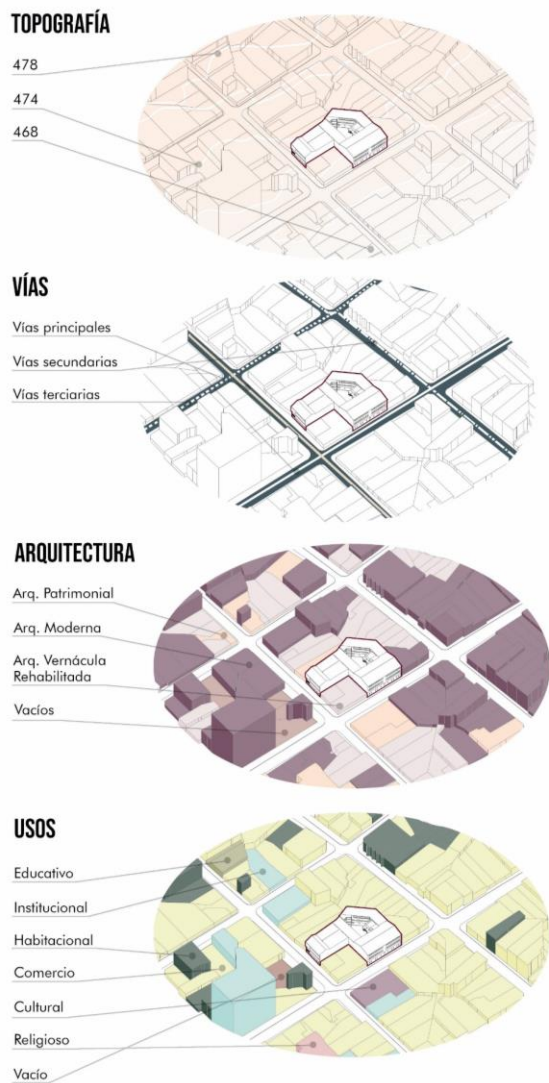 TOPOGRAFÍA
478
474
468
VÍAS
Vías principales
Vías secundarias
Vías terciarias
ARQUITECTURA
Arq. Patrimonial
Arq. Moderna
Arq. Vernácula
Rehabilitada
Vacíos
USOS
Educativo
Institucional
Habitacional
Comercio
Cultural
Religioso
Vacío